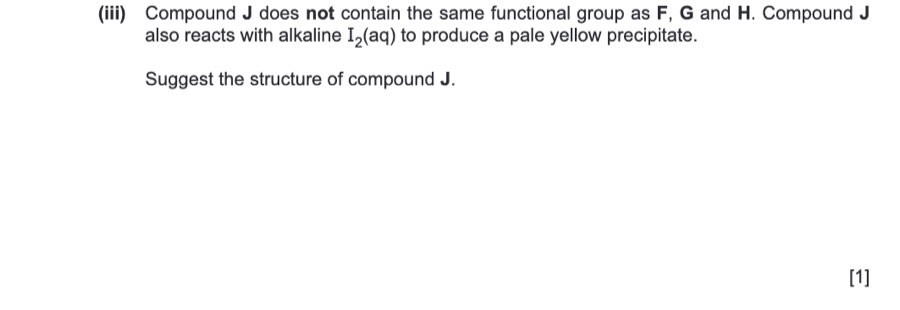 (iii) Compound J does not contain the same functional group as F, G and H. Compound J
also reacts with alkaline I₂(aq) to produce a pale yellow precipitate.
Suggest the structure of compound J.
[1]